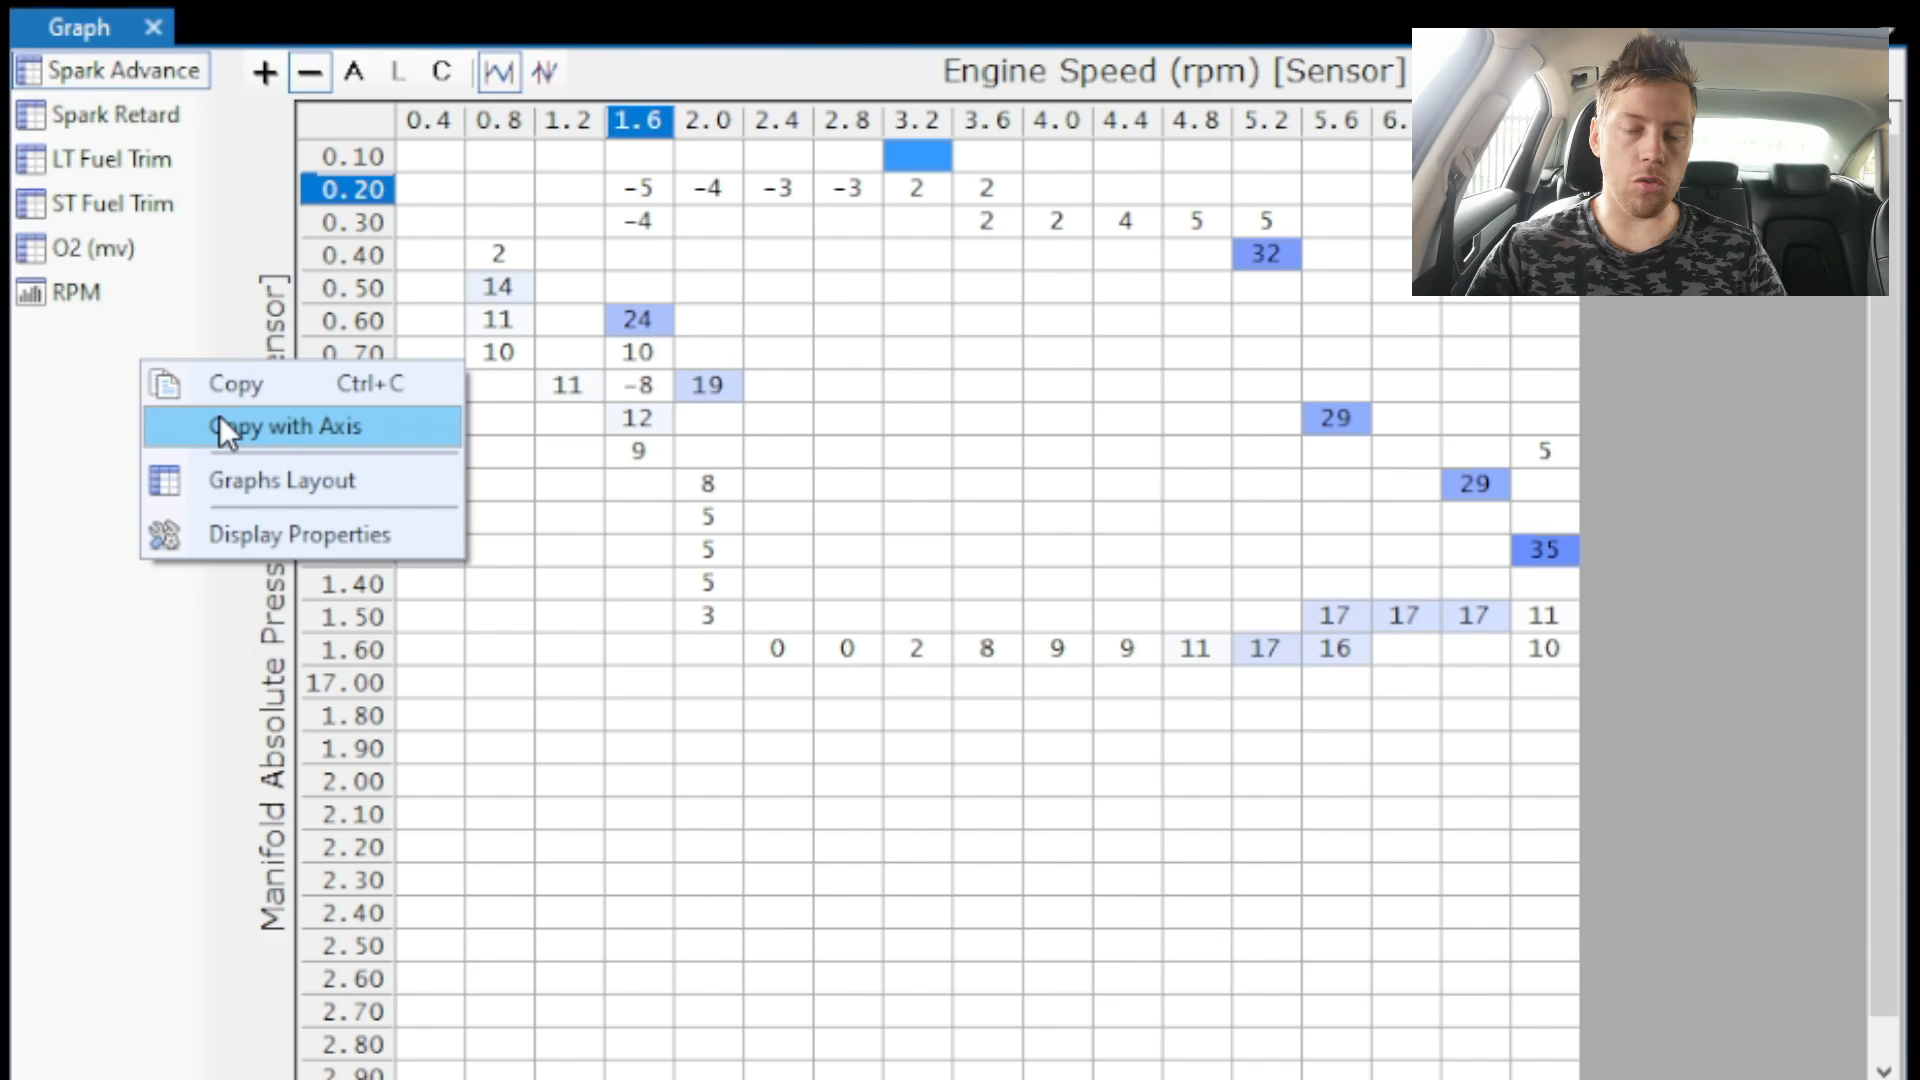 Graph ×
Spark Advance
Spark Retard
LT Fuel Trim
ST Fuel Trim
O2 (mv)
RPM
+ − A L C
Engine Speed (rpm) [Sensor]
0.4 0.8 1.2 1.6 2.0 2.4 2.8 3.2 3.6 4.0 4.4 4.8 5.2 5.6 6.
0.10
0.20 -5 -4 -3 -3 2 2
0.30 -4 2 2 4 5 5
0.40 2 32
0.50 14
0.60 11 24
0.70 10 10
11 -8 19
12 29
9 5
8 29
5
5 35
1.40 5
1.50 3 17 17 17 11
1.60 0 0 2 8 9 9 11 17 16 10
17.00
1.80
1.90
2.00
2.10
2.20
2.30
2.40
2.50
2.60
2.70
2.80
2.90
Manifold Absolute Press
ensor]
Copy Ctrl+C
Copy with Axis
Graphs Layout
Display Properties